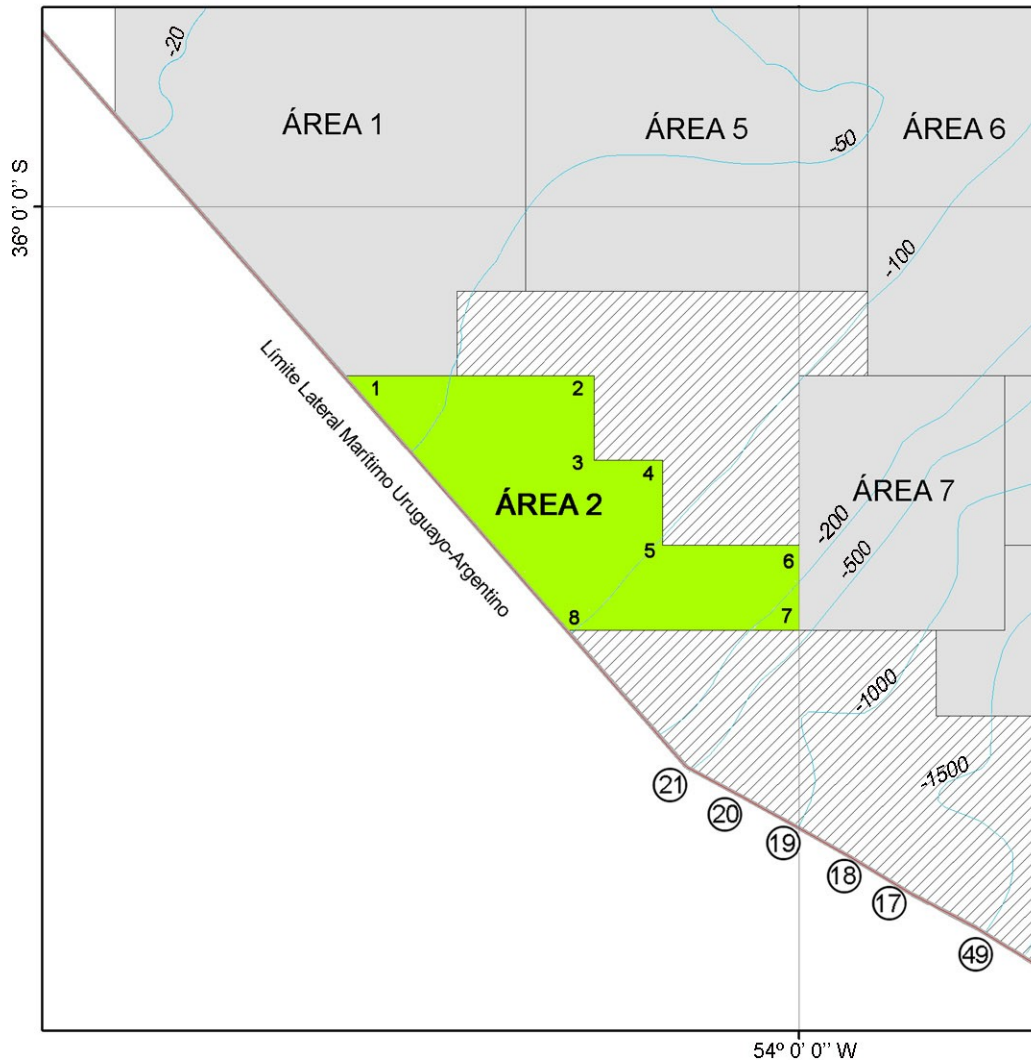 -20
ÁREA 1
ÁREA 5
ÁREA 6
-50
36º 0' 0'' S
-100
Límite Lateral Marítimo Uruguayo-Argentino
1
2
3
4
ÁREA 2
ÁREA 7
-200
-500
5
6
8
7
-1000
-1500
21
20
19
18
17
49
54º 0' 0'' W